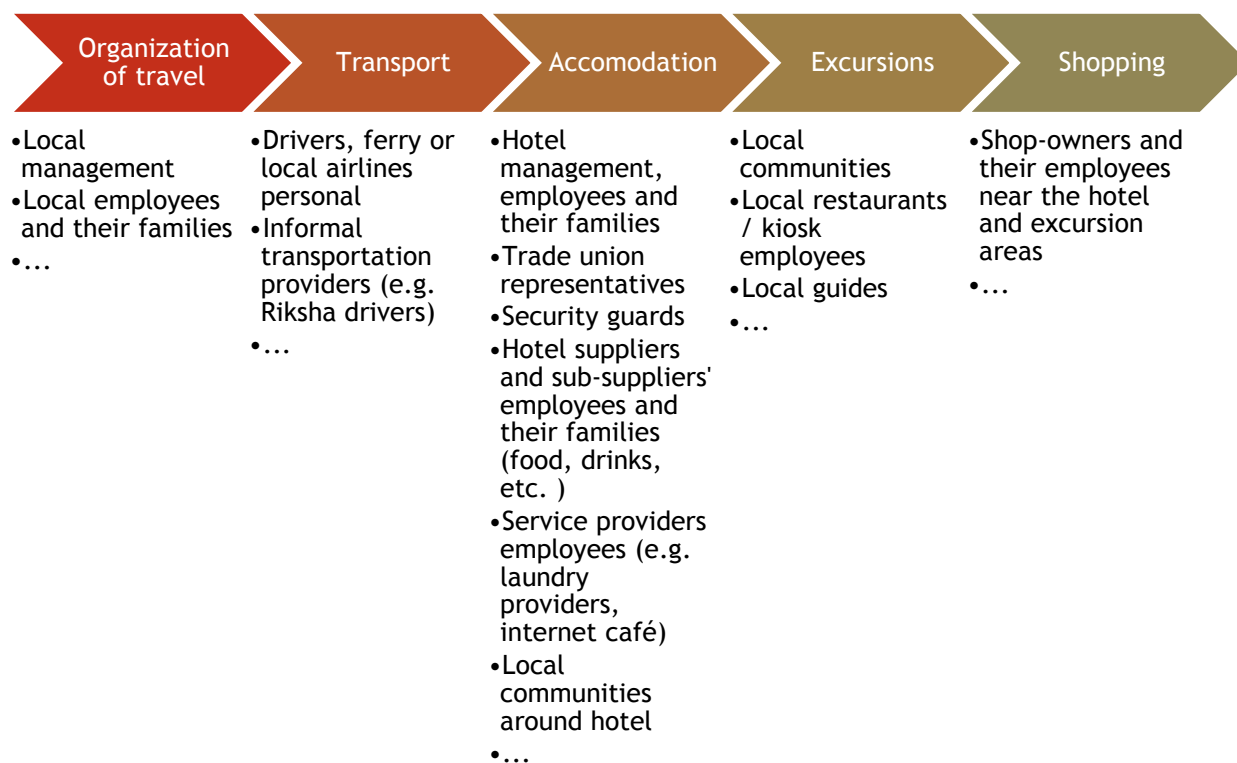 Organization
of travel
Transport
Accomodation
Excursions
Shopping
•Local
management
•Local employees
and their families
•...
•Drivers, ferry or
local airlines
personal
•Informal
transportation
providers (e.g.
Riksha drivers)
•...
•Hotel
management,
employees and
their families
•Trade union
representatives
•Security guards
•Hotel suppliers
and sub-suppliers'
employees and
their families
(food, drinks,
etc. )
•Service providers
employees (e.g.
laundry
providers,
internet café)
•Local
communities
around hotel
•...
•Local
communities
•Local restaurants
/ kiosk
employees
•Local guides
•...
•Shop-owners and
their employees
near the hotel
and excursion
areas
•...